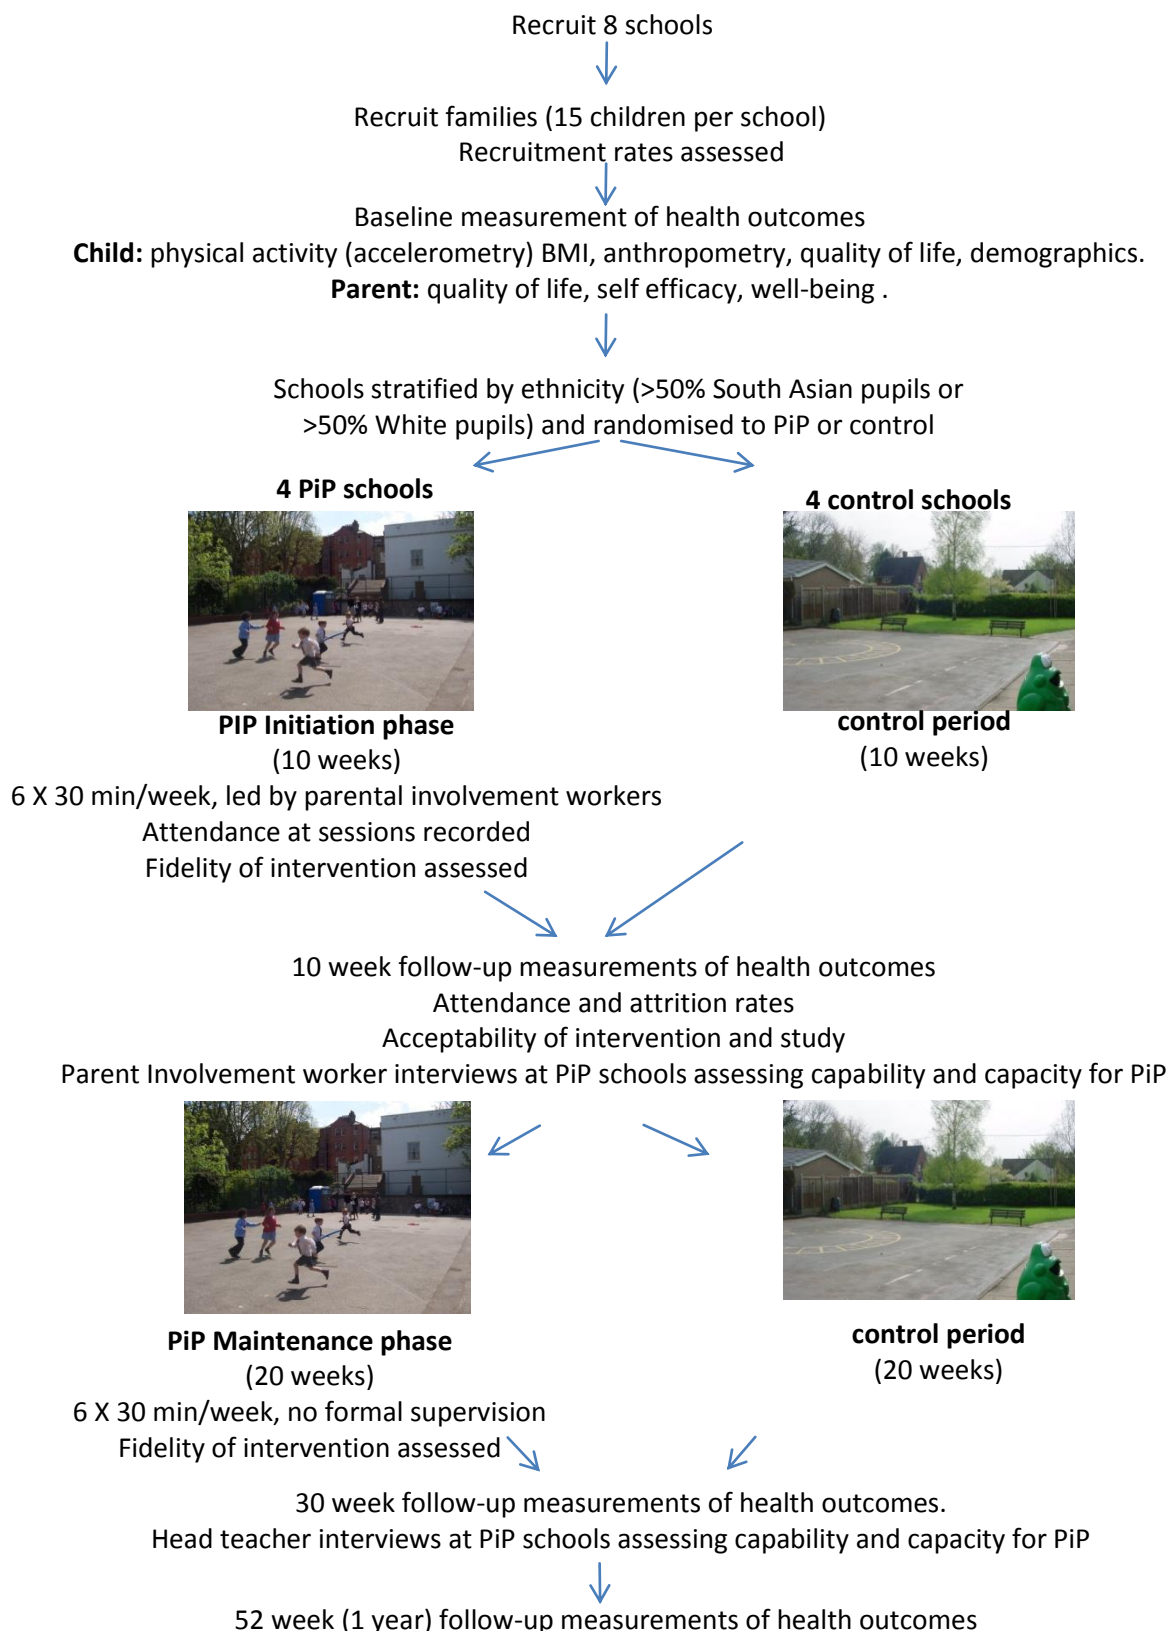 Recruit 8 schools
Recruit families (15 children per school)
Recruitment rates assessed
Baseline measurement of health outcomes
Child: physical activity (accelerometry) BMI, anthropometry, quality of life, demographics.
Parent: quality of life, self efficacy, well-being .
Schools stratified by ethnicity (>50% South Asian pupils or
>50% White pupils) and randomised to PiP or control
4 PiP schools
4 control schools
PIP Initiation phase
(10 weeks)
6 X 30 min/week, led by parental involvement workers
Attendance at sessions recorded
Fidelity of intervention assessed
control period
(10 weeks)
10 week follow-up measurements of health outcomes
Attendance and attrition rates
Acceptability of intervention and study
Parent Involvement worker interviews at PiP schools assessing capability and capacity for PiP
PiP Maintenance phase
(20 weeks)
6 X 30 min/week, no formal supervision
Fidelity of intervention assessed
control period
(20 weeks)
30 week follow-up measurements of health outcomes.
Head teacher interviews at PiP schools assessing capability and capacity for PiP
52 week (1 year) follow-up measurements of health outcomes